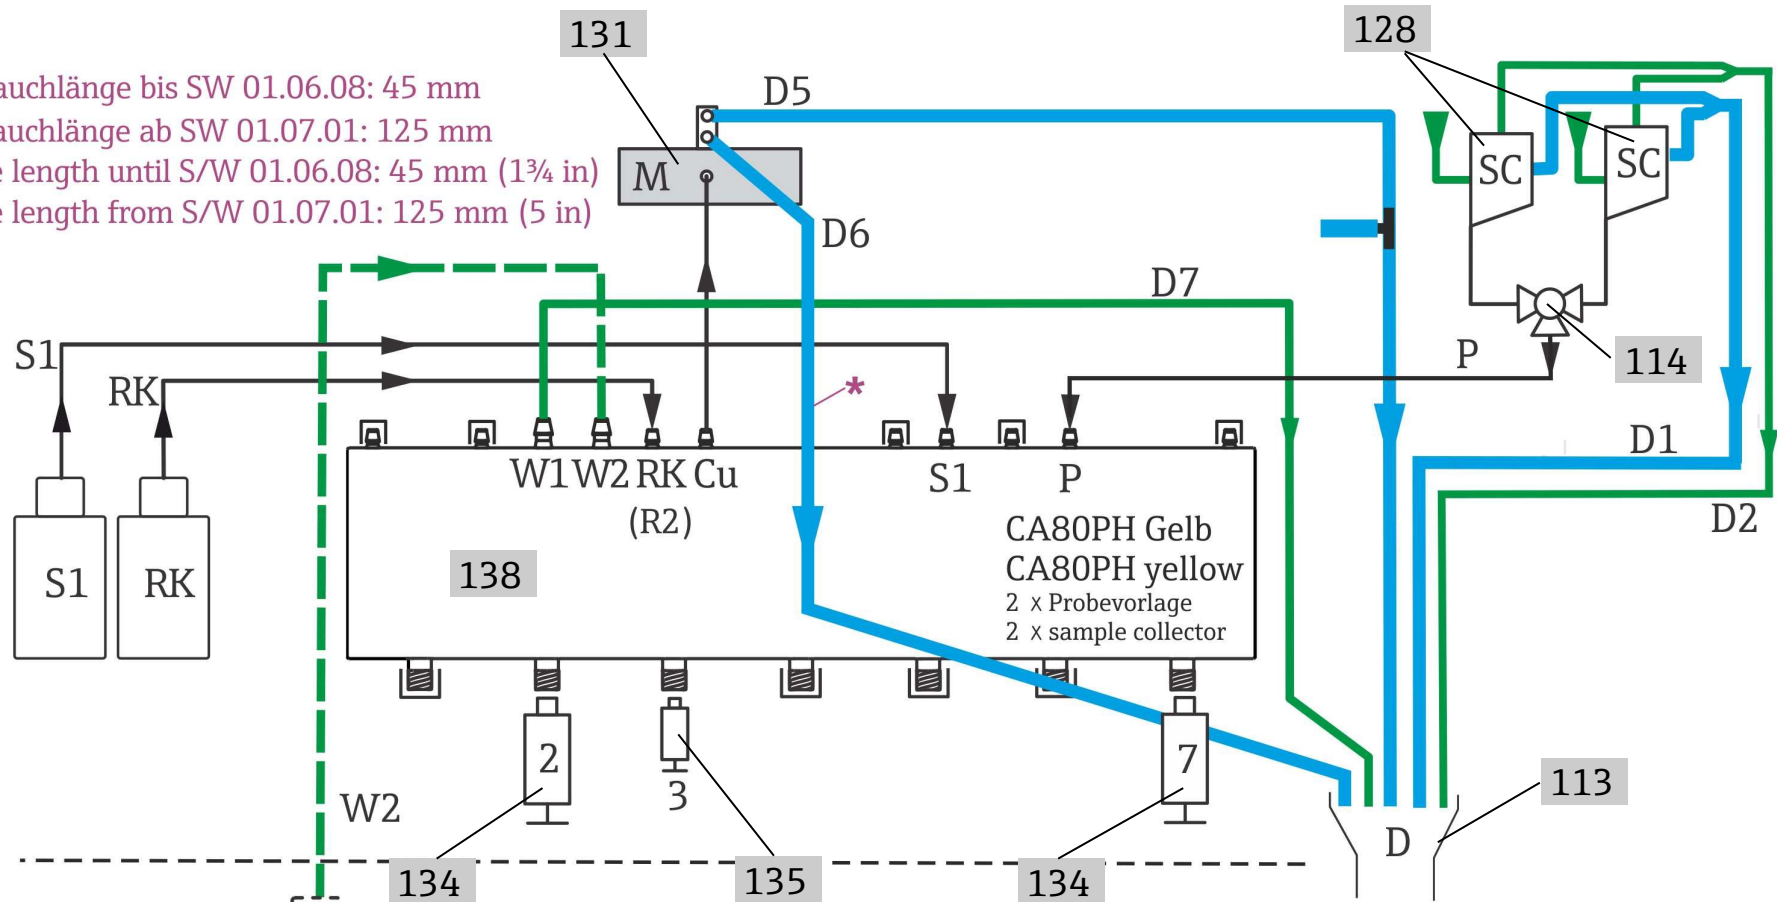 131
128
D5
auchlänge bis SW 01.06.08: 45 mm
auchlänge ab SW 01.07.01: 125 mm
e length until S/W 01.06.08: 45 mm (1¾ in)
e length from S/W 01.07.01: 125 mm (5 in)
M
SC
SC
D6
D7
S1
RK
*
P
114
D1
D2
W1 W2 RK Cu
(R2)
S1
P
CA80PH Gelb
CA80PH yellow
2 x Probevorlage
2 x sample collector
138
S1
RK
2
3
7
W2
113
D
134
135
134